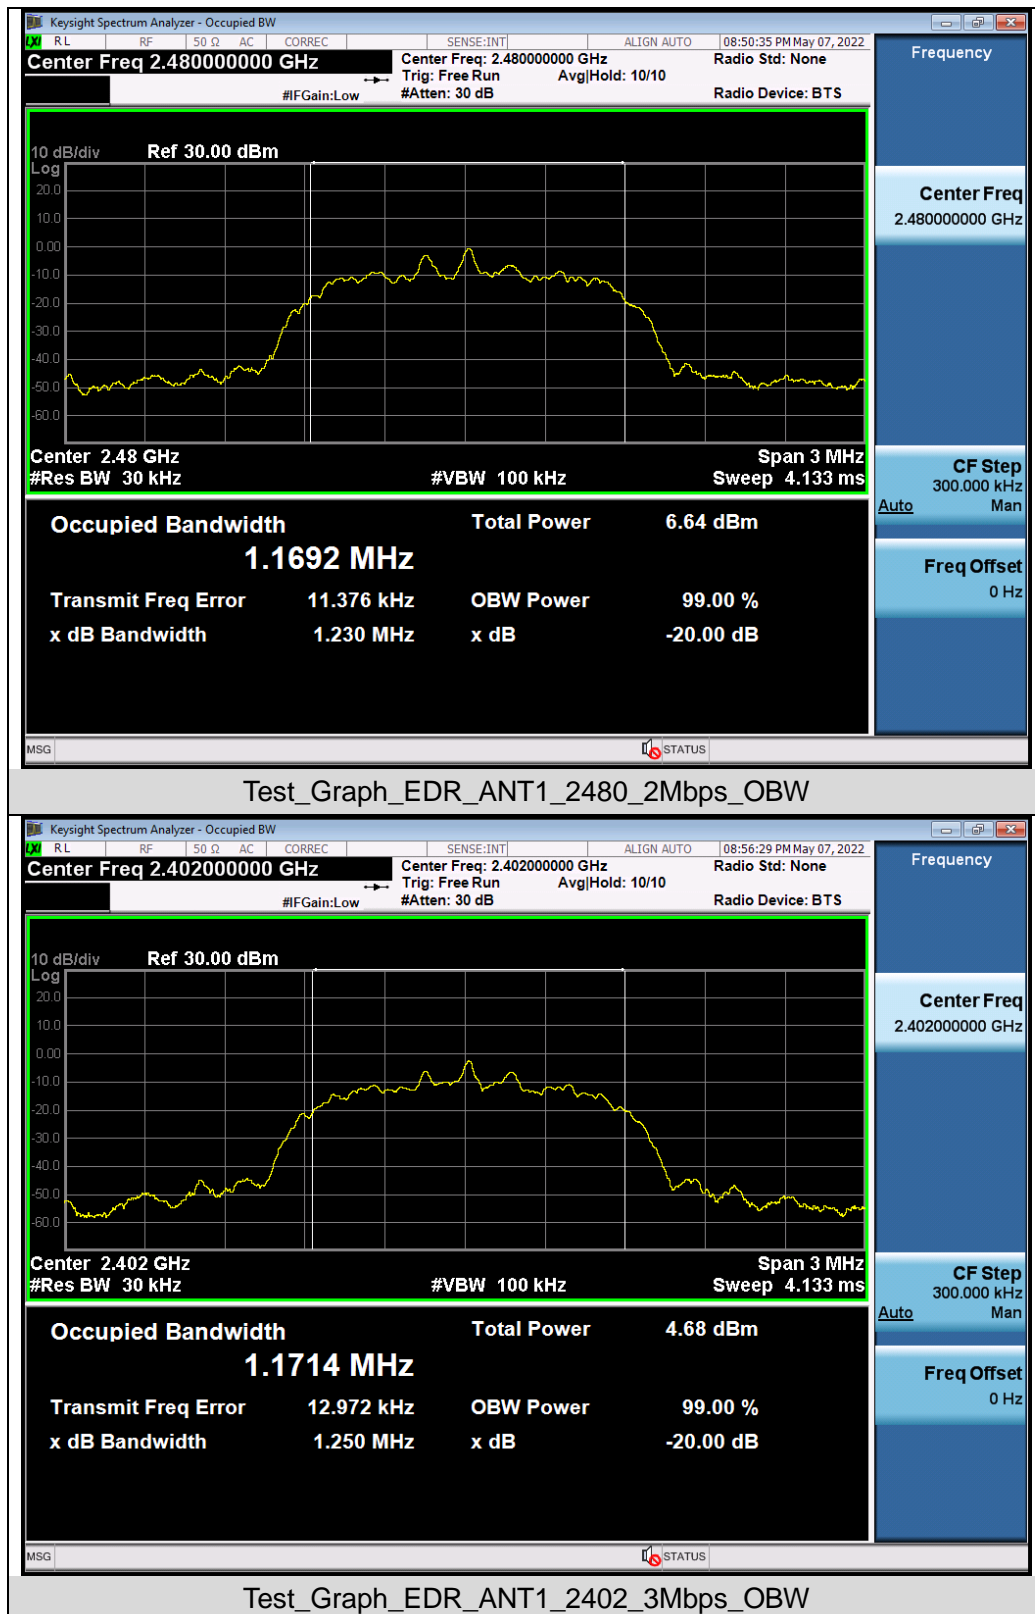 Keysight Spectrum Analyzer - Occupied BW
LXI RL RF 50 Ω AC CORREC SENSE:INT ALIGN AUTO 08:50:35 PM May 07, 2022
Center Freq 2.480000000 GHz
Center Freq: 2.480000000 GHz
Radio Std: None
Trig: Free Run Avg|Hold: 10/10
#IFGain:Low
#Atten: 30 dB
Radio Device: BTS
Frequency
10 dB/div Ref 30.00 dBm
Log
20.0
10.0
0.00
-10.0
-20.0
-30.0
-40.0
-50.0
-60.0
Center Freq
2.480000000 GHz
Center 2.48 GHz
Span 3 MHz
#Res BW 30 kHz
#VBW 100 kHz
Sweep 4.133 ms
CF Step
300.000 kHz
Auto Man
Occupied Bandwidth
Total Power 6.64 dBm
1.1692 MHz
Freq Offset
0 Hz
Transmit Freq Error 11.376 kHz OBW Power 99.00 %
x dB Bandwidth 1.230 MHz x dB -20.00 dB
MSG STATUS
Test_Graph_EDR_ANT1_2480_2Mbps_OBW
Keysight Spectrum Analyzer - Occupied BW
LXI RL RF 50 Ω AC CORREC SENSE:INT ALIGN AUTO 08:56:29 PM May 07, 2022
Center Freq 2.402000000 GHz
Center Freq: 2.402000000 GHz
Radio Std: None
Trig: Free Run Avg|Hold: 10/10
#IFGain:Low
#Atten: 30 dB
Radio Device: BTS
Frequency
10 dB/div Ref 30.00 dBm
Log
20.0
10.0
0.00
-10.0
-20.0
-30.0
-40.0
-50.0
-60.0
Center Freq
2.402000000 GHz
Center 2.402 GHz
Span 3 MHz
#Res BW 30 kHz
#VBW 100 kHz
Sweep 4.133 ms
CF Step
300.000 kHz
Auto Man
Occupied Bandwidth
Total Power 4.68 dBm
1.1714 MHz
Freq Offset
0 Hz
Transmit Freq Error 12.972 kHz OBW Power 99.00 %
x dB Bandwidth 1.250 MHz x dB -20.00 dB
MSG STATUS
Test_Graph_EDR_ANT1_2402_3Mbps_OBW